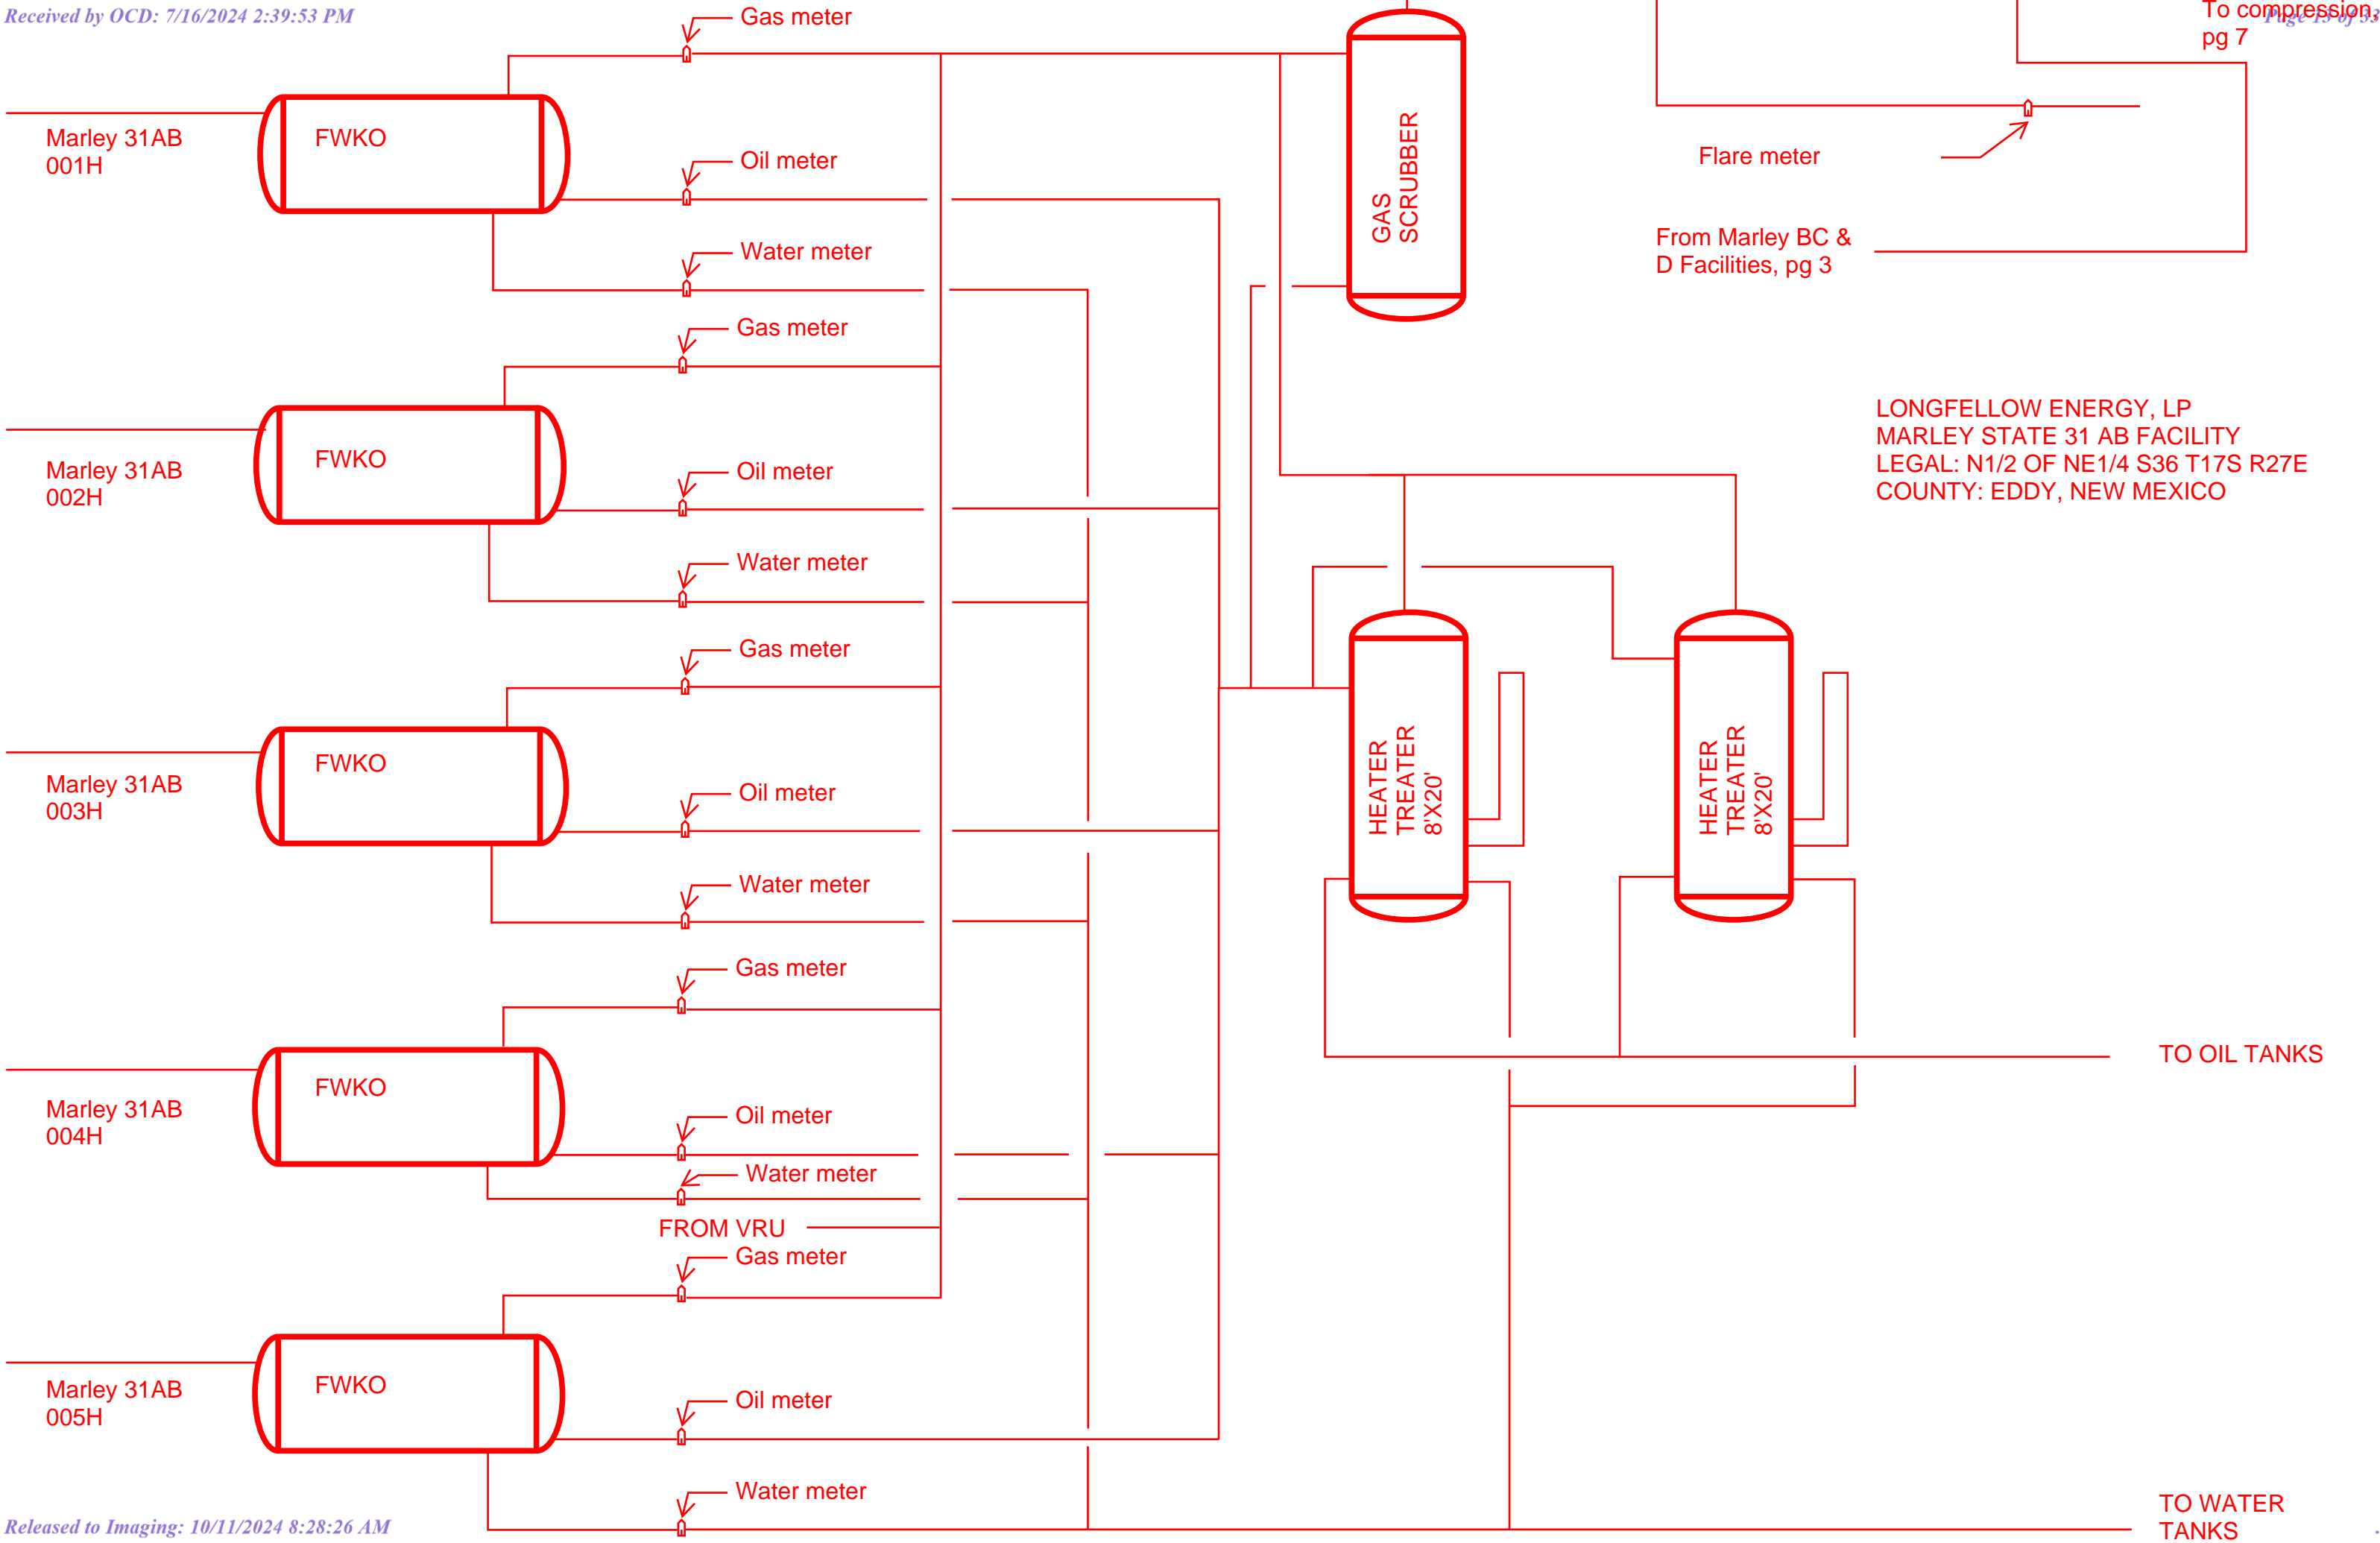 Received by OCD: 7/16/2024 2:39:53 PM
Page 13 of 33
To compression,
pg 7
Gas meter
Marley 31AB
001H
FWKO
Oil meter
Water meter
GAS
SCRUBBER
Flare meter
From Marley BC &
D Facilities, pg 3
Gas meter
Marley 31AB
002H
FWKO
Oil meter
Water meter
LONGFELLOW ENERGY, LP
MARLEY STATE 31 AB FACILITY
LEGAL: N1/2 OF NE1/4 S36 T17S R27E
COUNTY: EDDY, NEW MEXICO
Gas meter
Marley 31AB
003H
FWKO
Oil meter
Water meter
HEATER
TREATER
8'X20'
HEATER
TREATER
8'X20'
Gas meter
Marley 31AB
004H
FWKO
Oil meter
Water meter
TO OIL TANKS
FROM VRU
Gas meter
Marley 31AB
005H
FWKO
Oil meter
Water meter
TO WATER
TANKS
Released to Imaging: 10/11/2024 8:28:26 AM